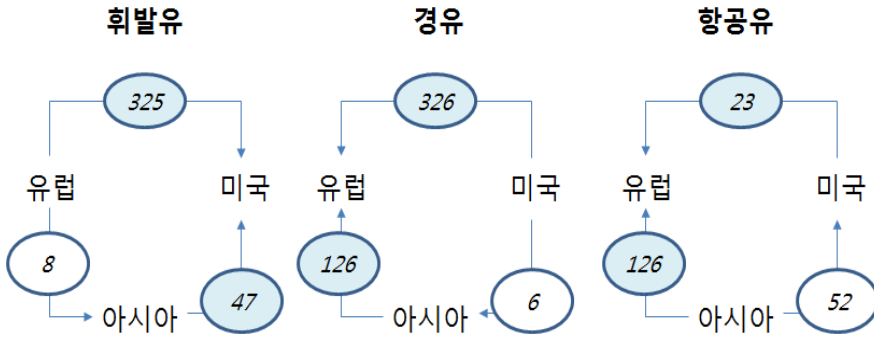 휘발유 경유 항공유
325 326 23
유럽 미국 유럽 미국 유럽 미국
8 126 126
47 6 52
아시아 아시아 아시아